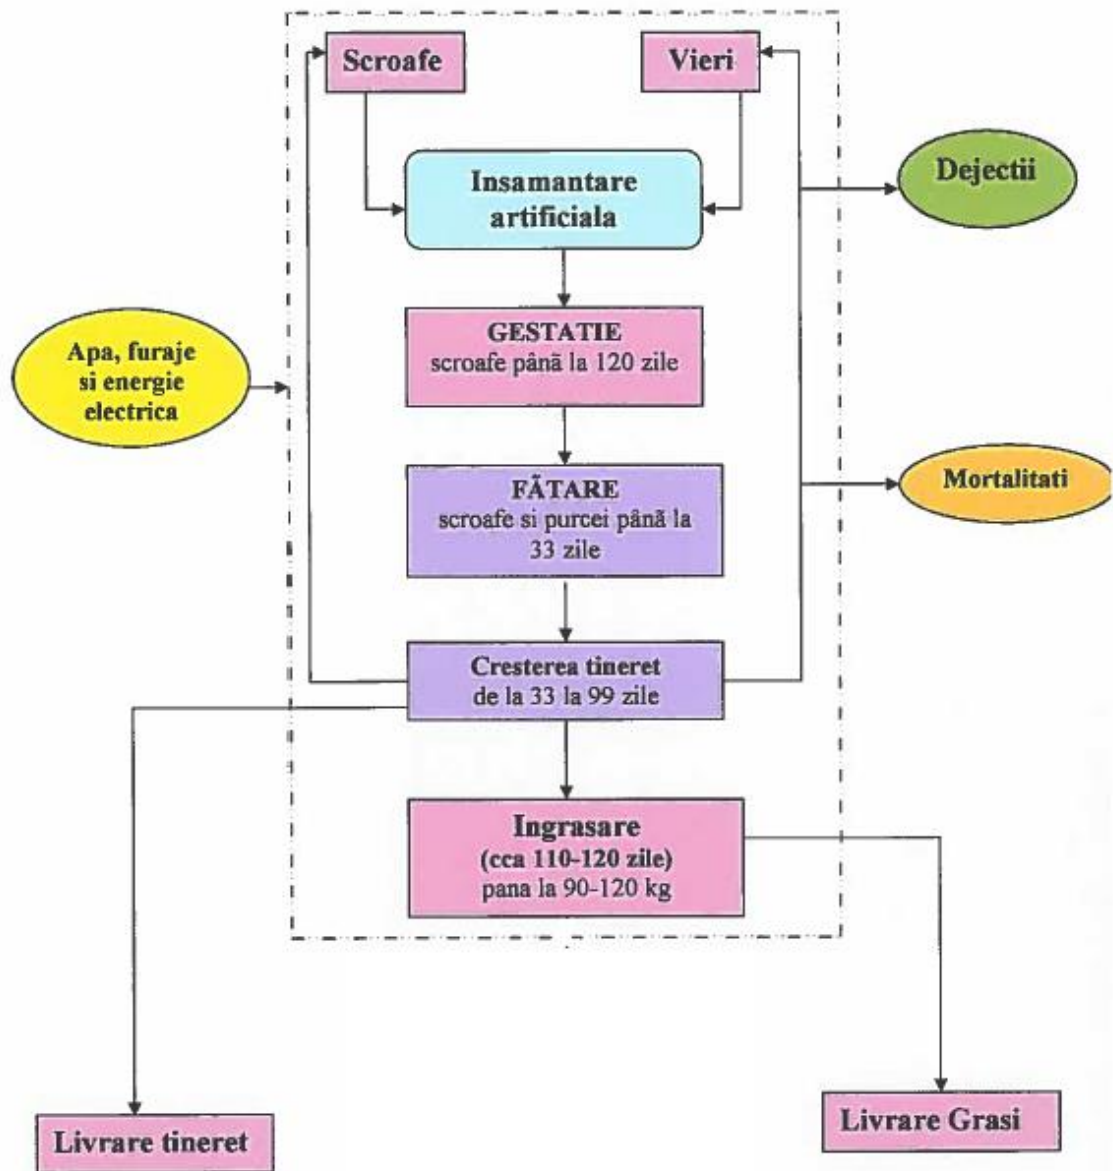 Scroafe
Vieri
Insamantare
artificiala
Dejectii
GESTATIE
scroafe până la 120 zile
Apa, furaje
si energie
electrica
FĂTARE
scroafe si purcei până la
33 zile
Mortalitati
Cresterea tineret
de la 33 la 99 zile
Ingrasare
(cca 110-120 zile)
pana la 90-120 kg
Livrare tineret
Livrare Grasi